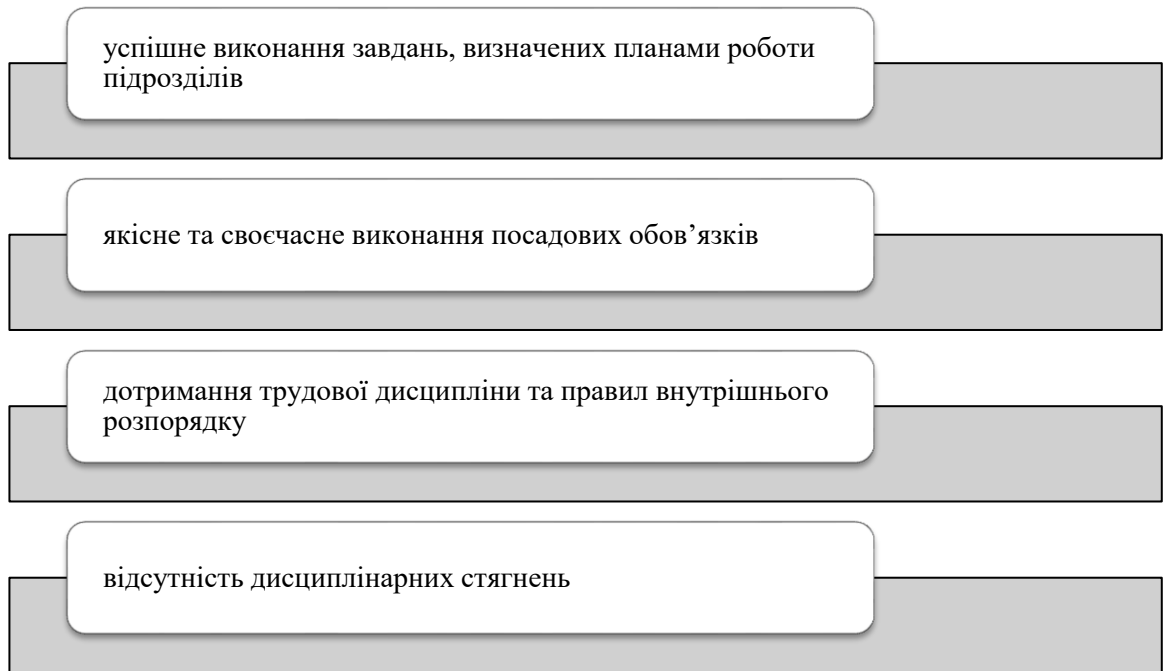 успішне виконання завдань, визначених планами роботи
підрозділів
якісне та своєчасне виконання посадових обов’язків
дотримання трудової дисципліни та правил внутрішнього
розпорядку
відсутність дисциплінарних стягнень